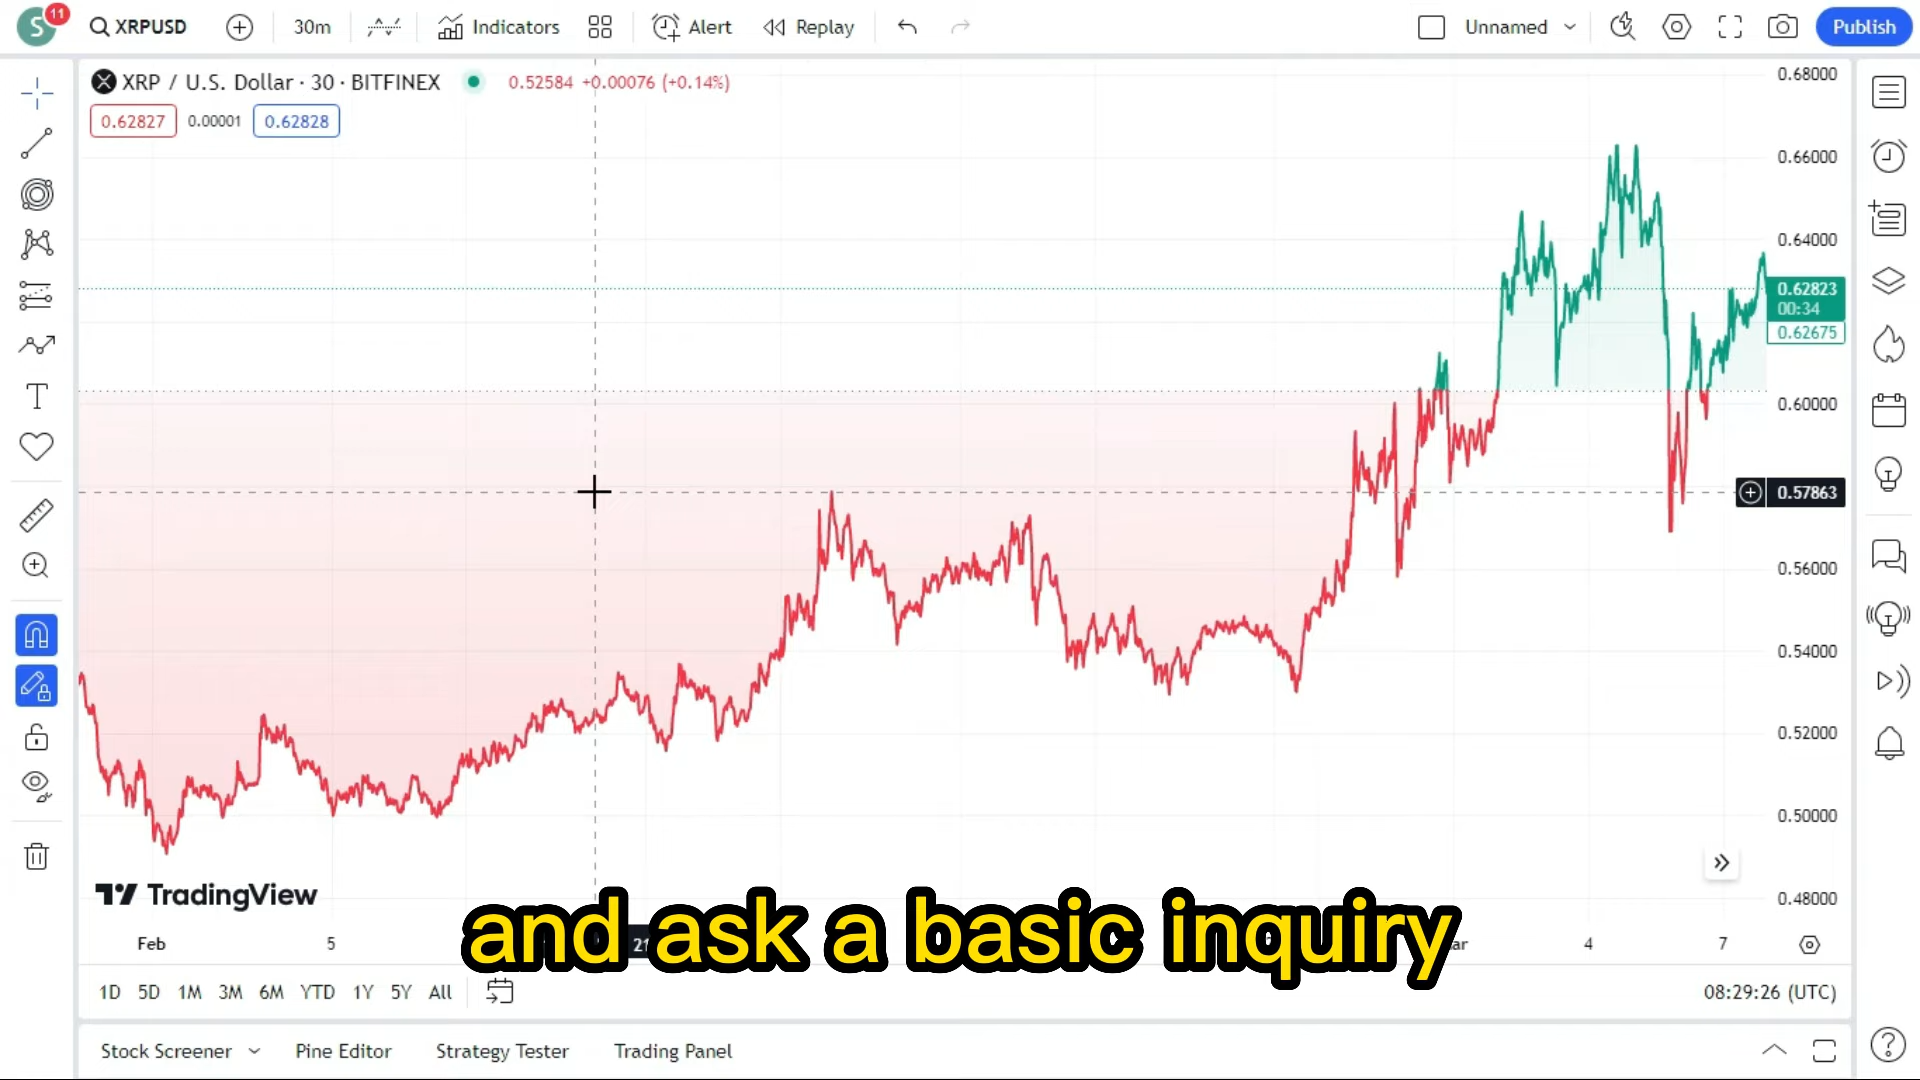 S 11 XRPUSD 30m Indicators Alert Replay Unnamed Publish
XRP / U.S. Dollar · 30 · BITFINEX 0.52584 +0.00076 (+0.14%)
0.62827 0.00001 0.62828
0.68000
0.66000
0.64000
0.62823
00:34
0.62675
0.60000
0.57863
0.56000
0.54000
0.52000
0.50000
0.48000
T
TradingView
and ask a basic inquiry
Feb 5 21 ar 4 7
1D 5D 1M 3M 6M YTD 1Y 5Y All 08:29:26 (UTC)
Stock Screener Pine Editor Strategy Tester Trading Panel